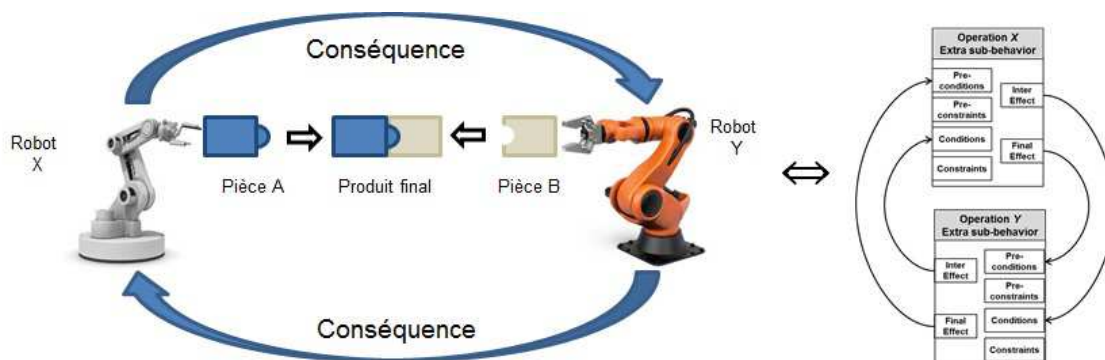 Conséquence
Robot
X
Pièce A
Produit final
Pièce B
Robot
Y
Conséquence
Operation X
Extra sub-behavior
Pre-
conditions
Pre-
constraints
Conditions
Constraints
Inter
Effect
Final
Effect
Operation Y
Extra sub-behavior
Inter
Effect
Final
Effect
Pre-
conditions
Pre-
constraints
Conditions
Constraints